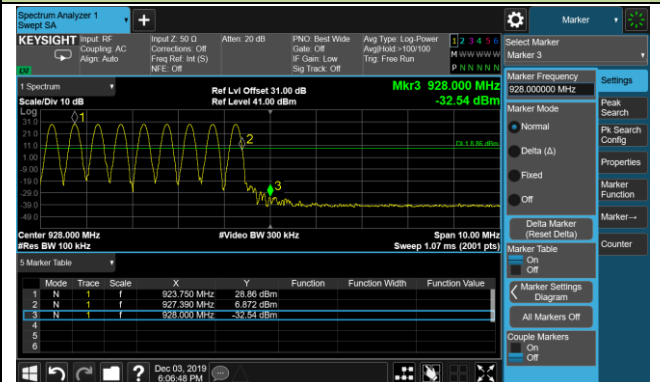 Spectrum Analyzer 1
Swept SA
Marker
KEYSIGHT
Input: RF
Coupling: AC
Align: Auto
Input Z: 50 Ω
Corrections: Off
Freq Ref: Int (S)
NFE: Off
Atten: 20 dB
PNO: Best Wide
Gate: Off
IF Gain: Low
Sig Track: Off
Avg Type: Log-Power
Avg|Hold:>100/100
Trig: Free Run
1 2 3 4 5 6
M W W W W W
P N N N N N
Select Marker
Marker 3
1 Spectrum
Scale/Div 10 dB
Ref Lvl Offset 31.00 dB
Ref Level 41.00 dBm
Mkr3 928.000 MHz
-32.54 dBm
Log
31.0
21.0
11.0
1.00
-9.00
-19.0
-29.0
-39.0
-49.0
1
2
3
DL1 8.86 dBm
Center 928.000 MHz
#Res BW 100 kHz
#Video BW 300 kHz
Span 10.00 MHz
Sweep 1.07 ms (2001 pts)
5 Marker Table
Mode Trace Scale X Y Function Function Width Function Value
1 N 1 f 923.750 MHz 28.86 dBm
2 N 1 f 927.390 MHz 6.872 dBm
3 N 1 f 928.000 MHz -32.54 dBm
4
5
6
Marker Frequency
928.000000 MHz
Marker Mode
Normal
Delta (Δ)
Fixed
Off
Delta Marker
(Reset Delta)
Marker Table
On
Off
Marker Settings
Diagram
All Markers Off
Couple Markers
On
Off
Settings
Peak
Search
Pk Search
Config
Properties
Marker
Function
Marker→
Counter
?
Dec 03, 2019
6:06:48 PM